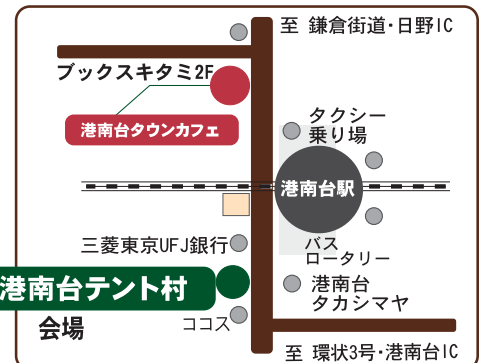 至 鎌倉街道・日野IC
ブックスキタミ2F
港南台タウンカフェ
タクシー
乗り場
港南台駅
三菱東京UFJ銀行
バス
ロータリー
港南台テント村
会場
港南台
タカシマヤ
ココス
至 環状3号・港南台IC